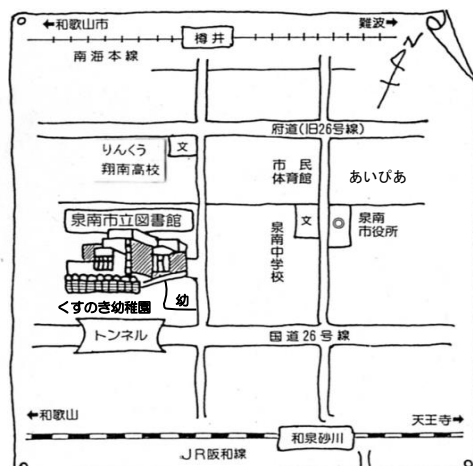 ←和歌山市
難波→
樽井
南海本線
N
府道(旧26号線)
りんくう
翔南高校
文
市民
体育館
あいぴあ
泉南市立図書館
泉南中学校
文
◎
泉南
市役所
くすのき幼稚園
幼
トンネル
国道26号線
←和歌山
天王寺→
和泉砂川
JR阪和線